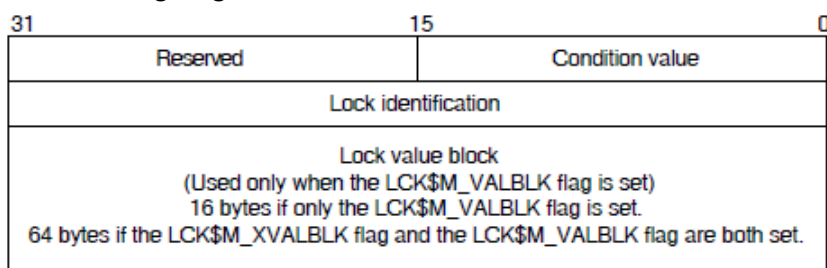 31 15 0
Reserved Condition value
Lock identification
Lock value block
(Used only when the LCK$M_VALBLK flag is set)
16 bytes if only the LCK$M_VALBLK flag is set.
64 bytes if the LCK$M_XVALBLK flag and the LCK$M_VALBLK flag are both set.